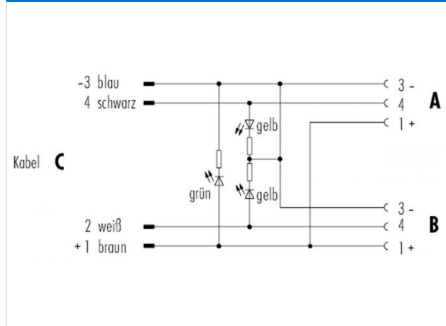 -3 blau
3 -
4 schwarz
4
A
gelb
1 +
Kabel C
grün
gelb
3 -
2 weiß
4
B
+ 1 braun
1 +